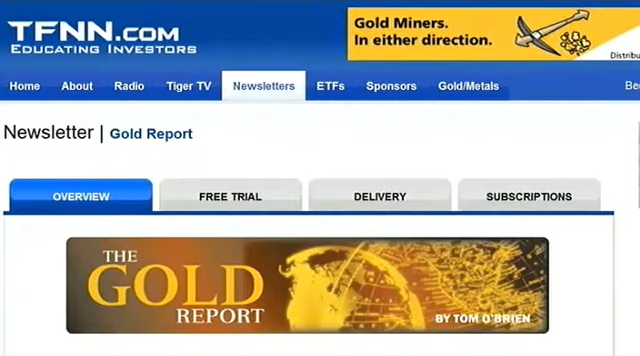 TFNN.COM
EDUCATING INVESTORS
Gold Miners.
In either direction.
Home About Radio Tiger TV Newsletters ETFs Sponsors Gold/Metals
Newsletter | Gold Report
OVERVIEW FREE TRIAL DELIVERY SUBSCRIPTIONS
THE
GOLD
REPORT
BY TOM O'BRIEN